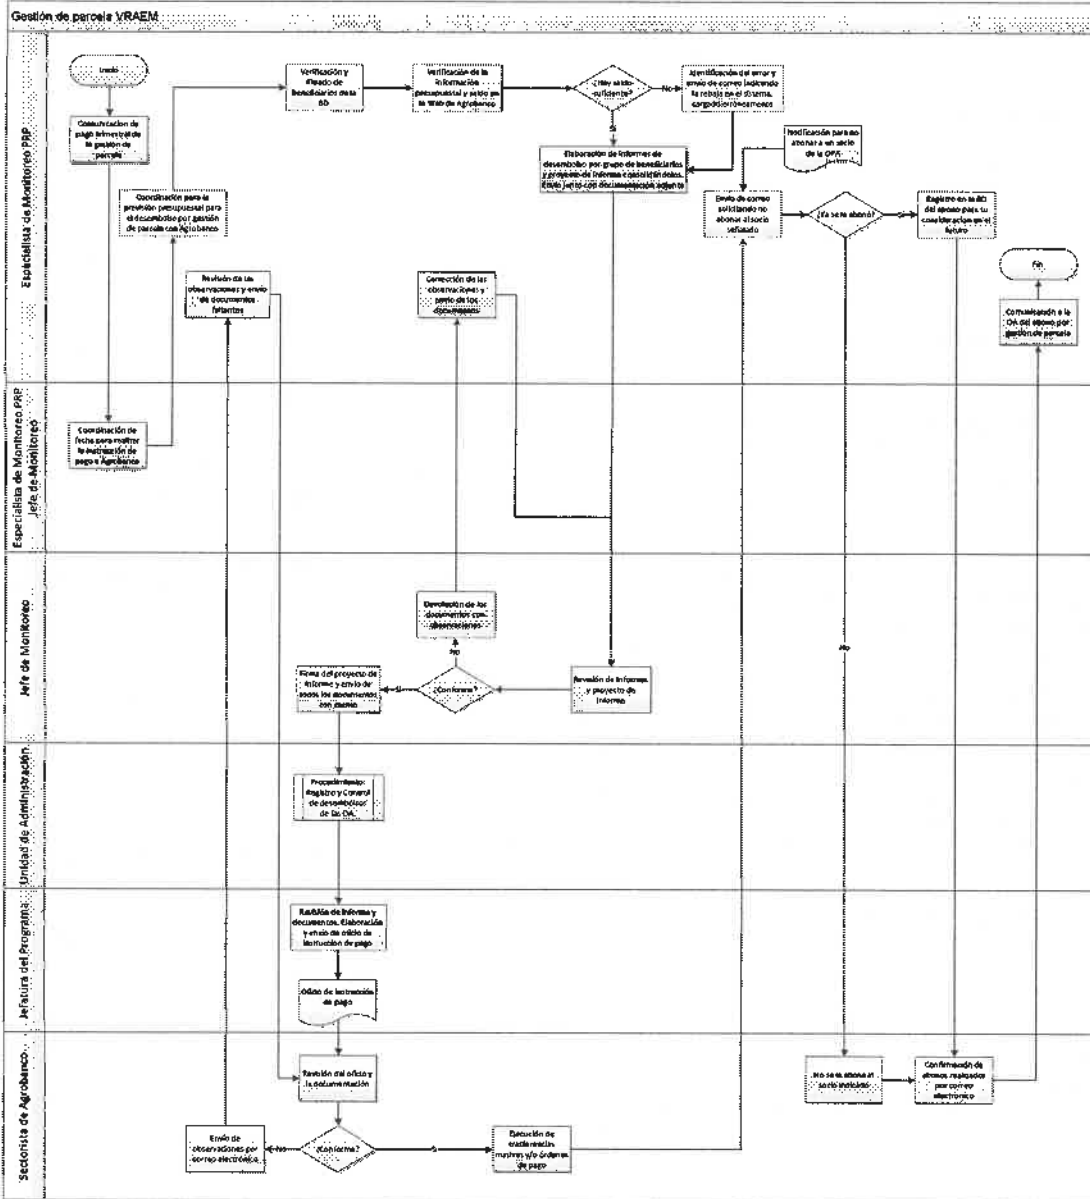 Gestión de parcela VRAEM
Especialista de Monitoreo PRP
Inicio
Comunicación de
pago trimestral de
la gestión de
parcela
Coordinación para la
previsión presupuestal para
el desembolso por gestión
de parcela con Agrobanco
Verificación y
filtrado de
beneficiarios de la
BD
Verificación de la
información
presupuestal y saldo en
la Web de Agrobanco
¿Hay saldo
suficiente?
No
Si
Identificación del error y
envío de correo indicando
la rebaja en el sistema,
cargados erróneamente
Elaboración de informes de
desembolso por grupo de beneficiarios
y proyecto de informe consolidándolos.
Envío junto con documentación adjunta
Notificación para no
abonar a un socio
de la OPA
Envío de correo
solicitando no
abonar al socio
señalado
¿Ya se le abonó?
Si
Registro en la BD
del abono para su
consideración en el
futuro
Fin
Comunicación a la
OA del abono por
gestión de parcela
Revisión de las
observaciones y envío
de documentos
faltantes
Corrección de las
observaciones y
envío de los
documentos
Especialista de Monitoreo PRP
Jefe de Monitoreo
Coordinación de
fecha para realizar
la instrucción de
pago a Agrobanco
Jefe de Monitoreo
Devolución de los
documentos con
observaciones
No
¿Conforme?
Si
Firma del proyecto de
informe y envío de
todos los documentos
con memo
Revisión de Informes
y proyecto de
informe
No
Unidad de Administración
Procedimiento:
Registro y Control
de desembolsos
de las OA
Jefatura del Programa
Revisión de informe y
documentos. Elaboración
y envío de oficio de
instrucción de pago
Oficio de instrucción
de pago
Sectorista de Agrobanco
Revisión del oficio y
la documentación
¿Conforme?
No
Si
Envío de
observaciones por
correo electrónico
Ejecución de
trasferencias
masivas y/o órdenes
de pago
No se le abona al
socio indicado
Confirmación de
abonos realizados
por correo
electrónico